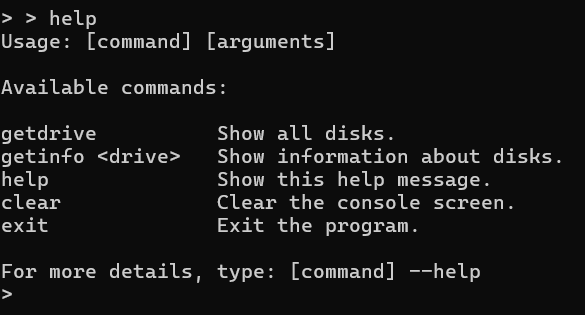 > > help
Usage: [command] [arguments]
Available commands:
getdrive Show all disks.
getinfo <drive> Show information about disks.
help Show this help message.
clear Clear the console screen.
exit Exit the program.
For more details, type: [command] --help
>